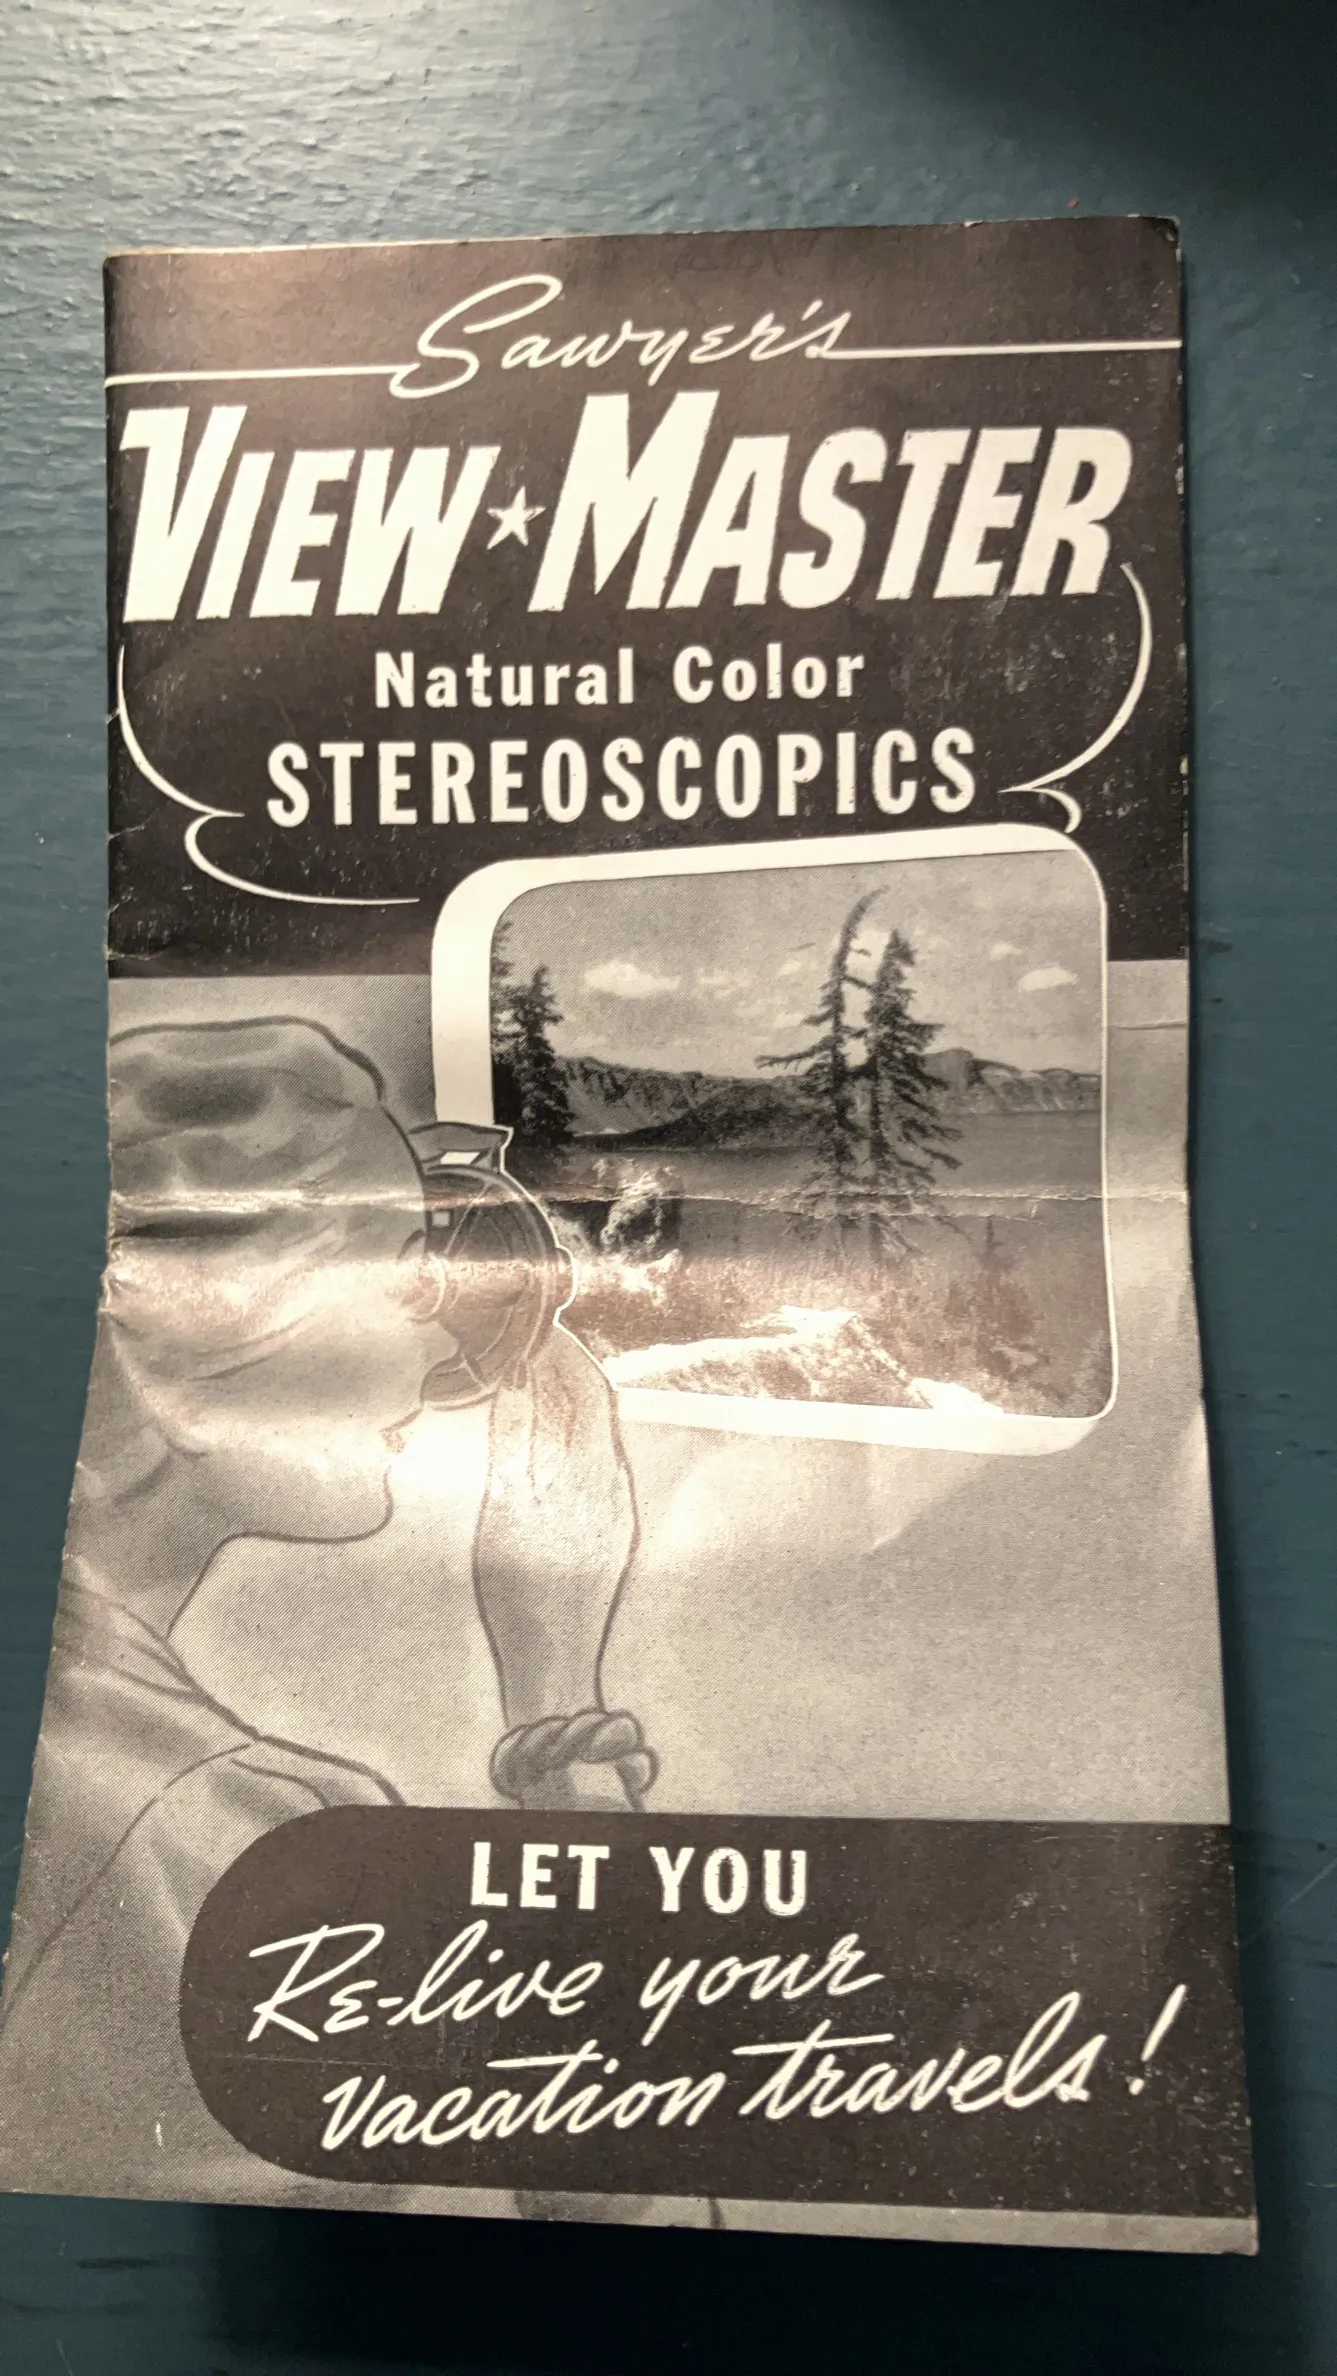 Sawyer's
VIEW★MASTER
Natural Color
STEREOSCOPICS
LET YOU
Re-live your
vacation travels!